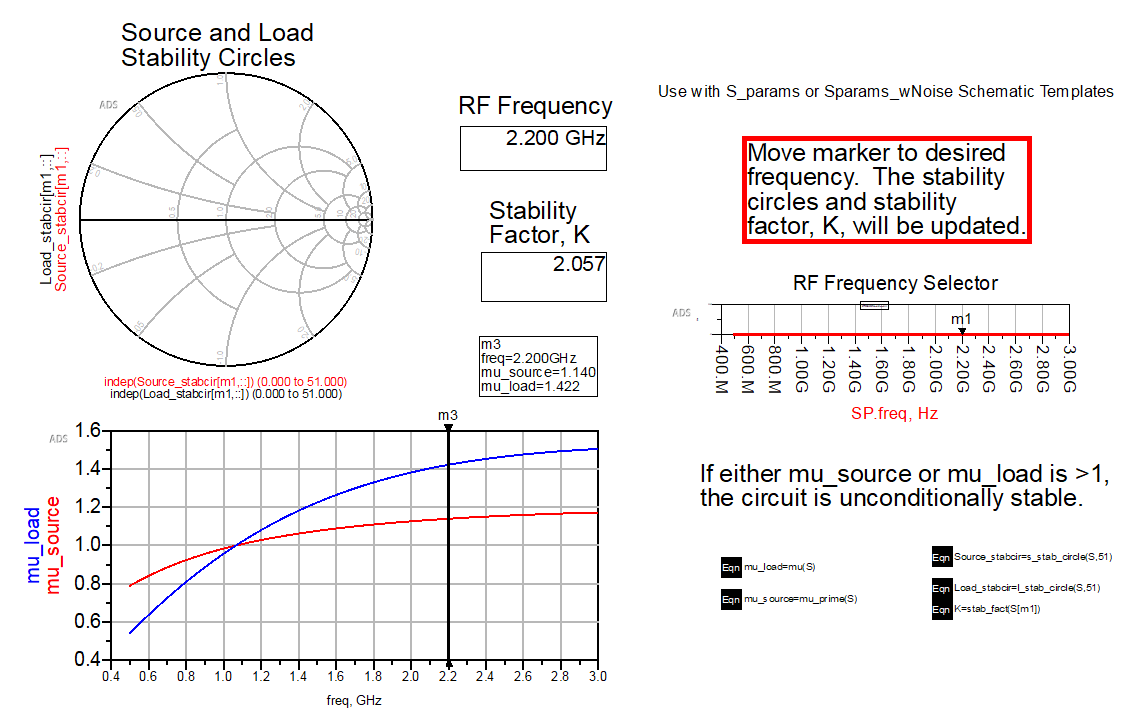 Source and Load
Stability Circles
ADS
Load_stabcir[m1,::]
Source_stabcir[m1,::]
indep(Source_stabcir[m1,::]) (0.000 to 51.000)
indep(Load_stabcir[m1,::]) (0.000 to 51.000)
RF Frequency
2.200 GHz
Stability
Factor, K
2.057
m3
freq=2.200GHz
mu_source=1.140
mu_load=1.422
Use with S_params or Sparams_wNoise Schematic Templates
Move marker to desired
frequency.  The stability
circles and stability
factor, K, will be updated.
RF Frequency Selector
ADS
m1
400.M
600.M
800.M
1.00G
1.20G
1.40G
1.60G
1.80G
2.00G
2.20G
2.40G
2.60G
2.80G
3.00G
SP.freq, Hz
m3
ADS
mu_load
mu_source
1.6
1.4
1.2
1.0
0.8
0.6
0.4
0.4 0.6 0.8 1.0 1.2 1.4 1.6 1.8 2.0 2.2 2.4 2.6 2.8 3.0
freq, GHz
If either mu_source or mu_load is >1,
the circuit is unconditionally stable.
Eqn mu_load=mu(S)
Eqn mu_source=mu_prime(S)
Eqn Source_stabcir=s_stab_circle(S,51)
Eqn Load_stabcir=l_stab_circle(S,51)
Eqn K=stab_fact(S[m1])